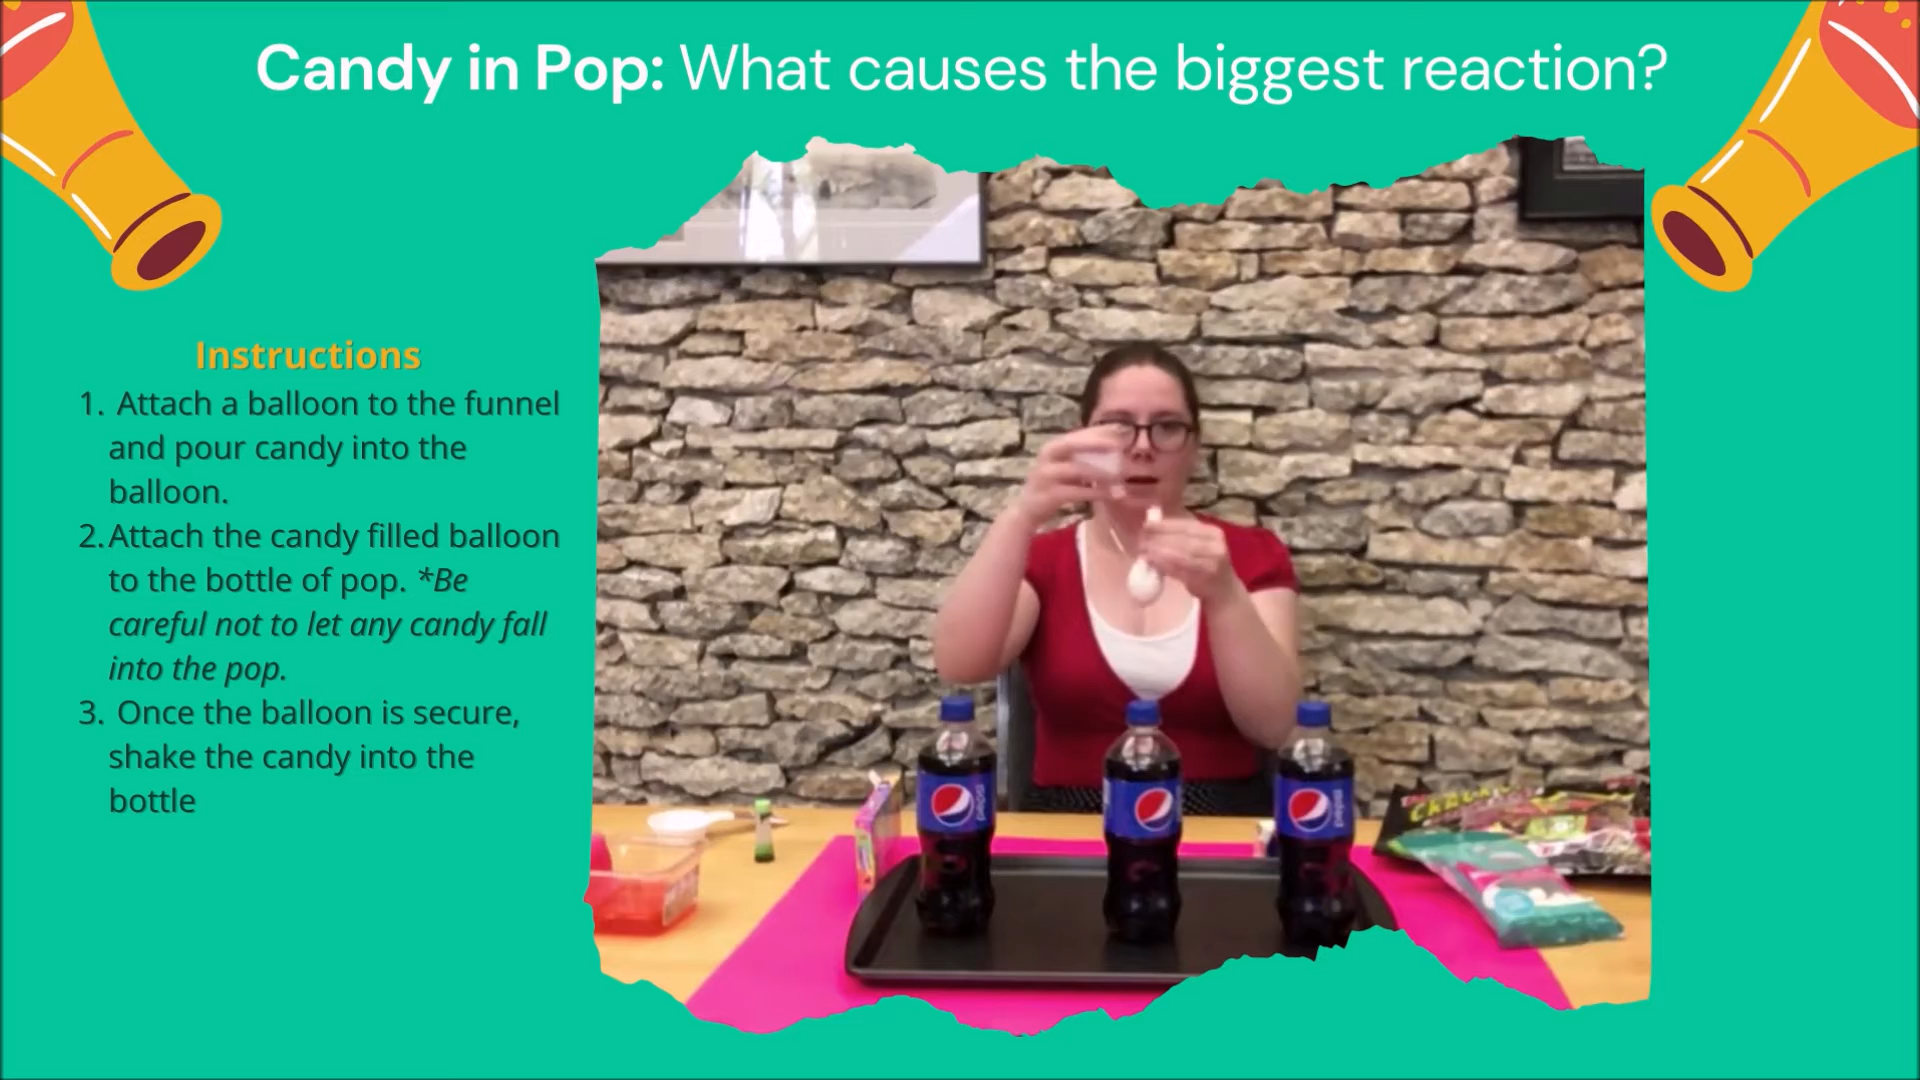 Candy in Pop: What causes the biggest reaction?
Instructions
1. Attach a balloon to the funnel
and pour candy into the
balloon.
2. Attach the candy filled balloon
to the bottle of pop. *Be
careful not to let any candy fall
into the pop.
3. Once the balloon is secure,
shake the candy into the
bottle
pepsi
pepsi